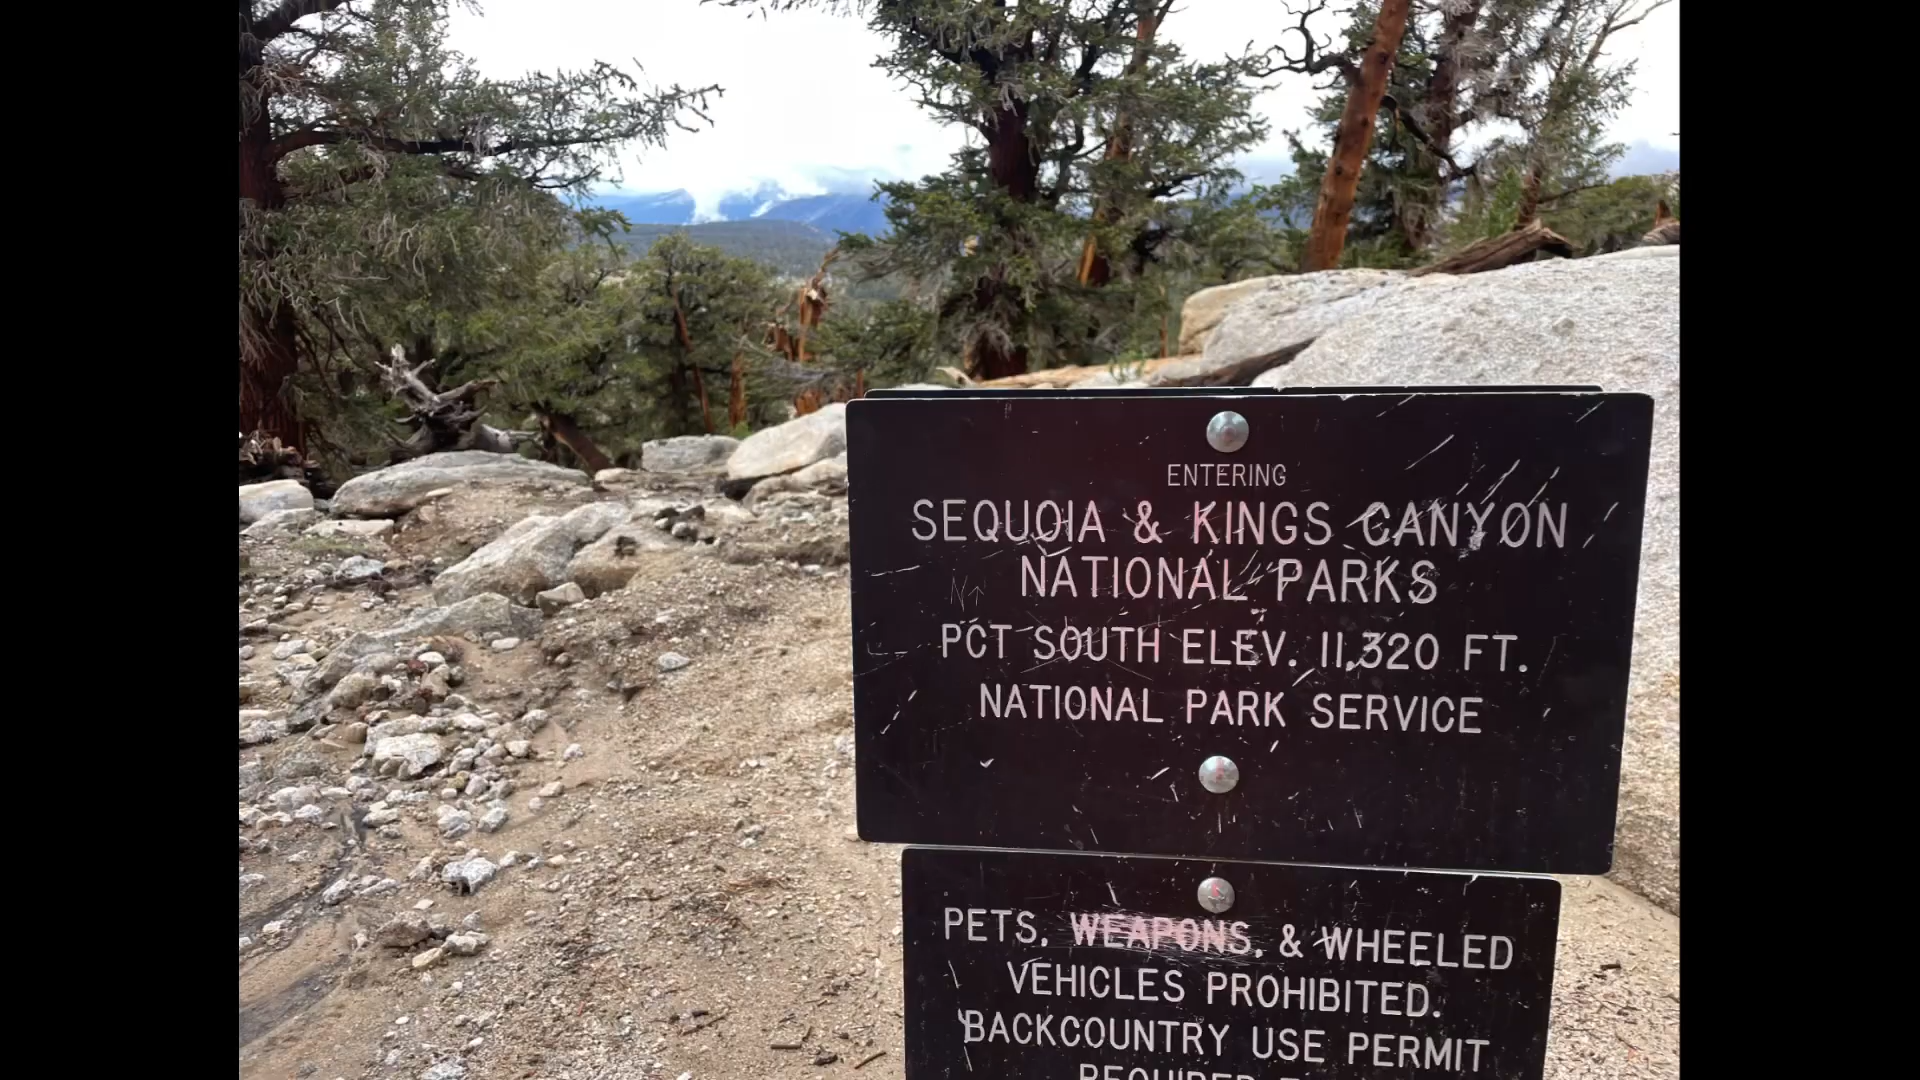 ENTERING
SEQUOIA & KINGS CANYON
NATIONAL PARKS
PCT SOUTH ELEV. 11,320 FT.
NATIONAL PARK SERVICE
PETS, WEAPONS, & WHEELED
VEHICLES PROHIBITED.
BACKCOUNTRY USE PERMIT
REQUIRED